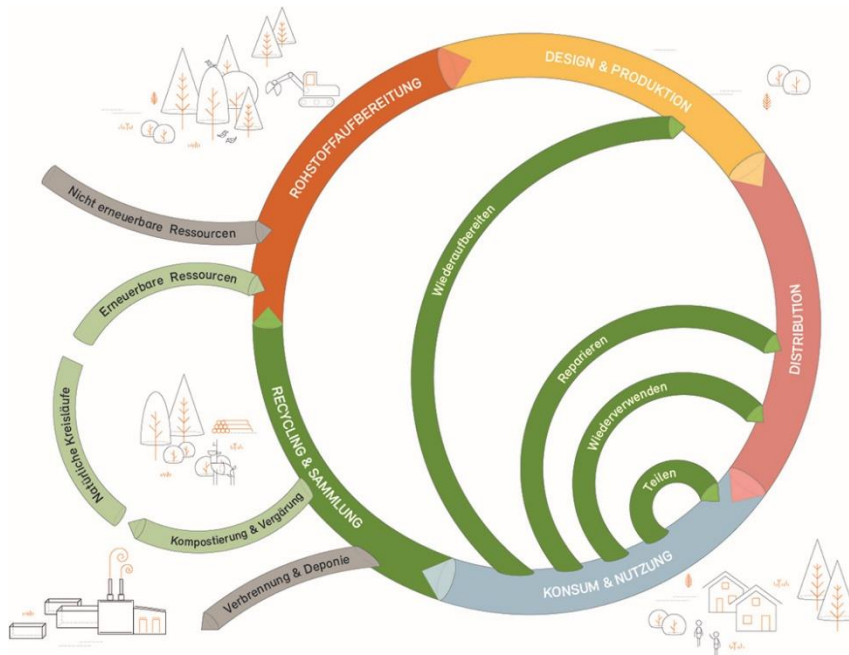 DESIGN & PRODUKTION
ROHSTOFFAUFBEREITUNG
Nicht erneuerbare Ressourcen
Wiederaufbereiten
Erneuerbare Ressourcen
DISTRIBUTION
Reparieren
Wiederverwenden
Natürliche Kreisläufe
RECYCLING & SAMMLUNG
Teilen
Kompostierung & Vergärung
Verbrennung & Deponie
KONSUM & NUTZUNG